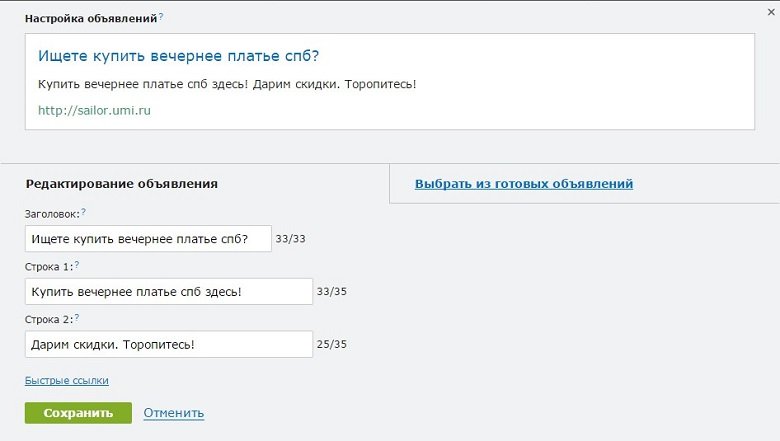 Настройка объявлений?
Ищете купить вечернее платье спб?
Купить вечернее платье спб здесь! Дарим скидки. Торопитесь!
http://sailor.umi.ru
Редактирование объявления
Выбрать из готовых объявлений
Заголовок:?
Ищете купить вечернее платье спб? 33/33
Строка 1:?
Купить вечернее платье спб здесь! 33/35
Строка 2:?
Дарим скидки. Торопитесь! 25/35
Быстрые ссылки
Сохранить Отменить